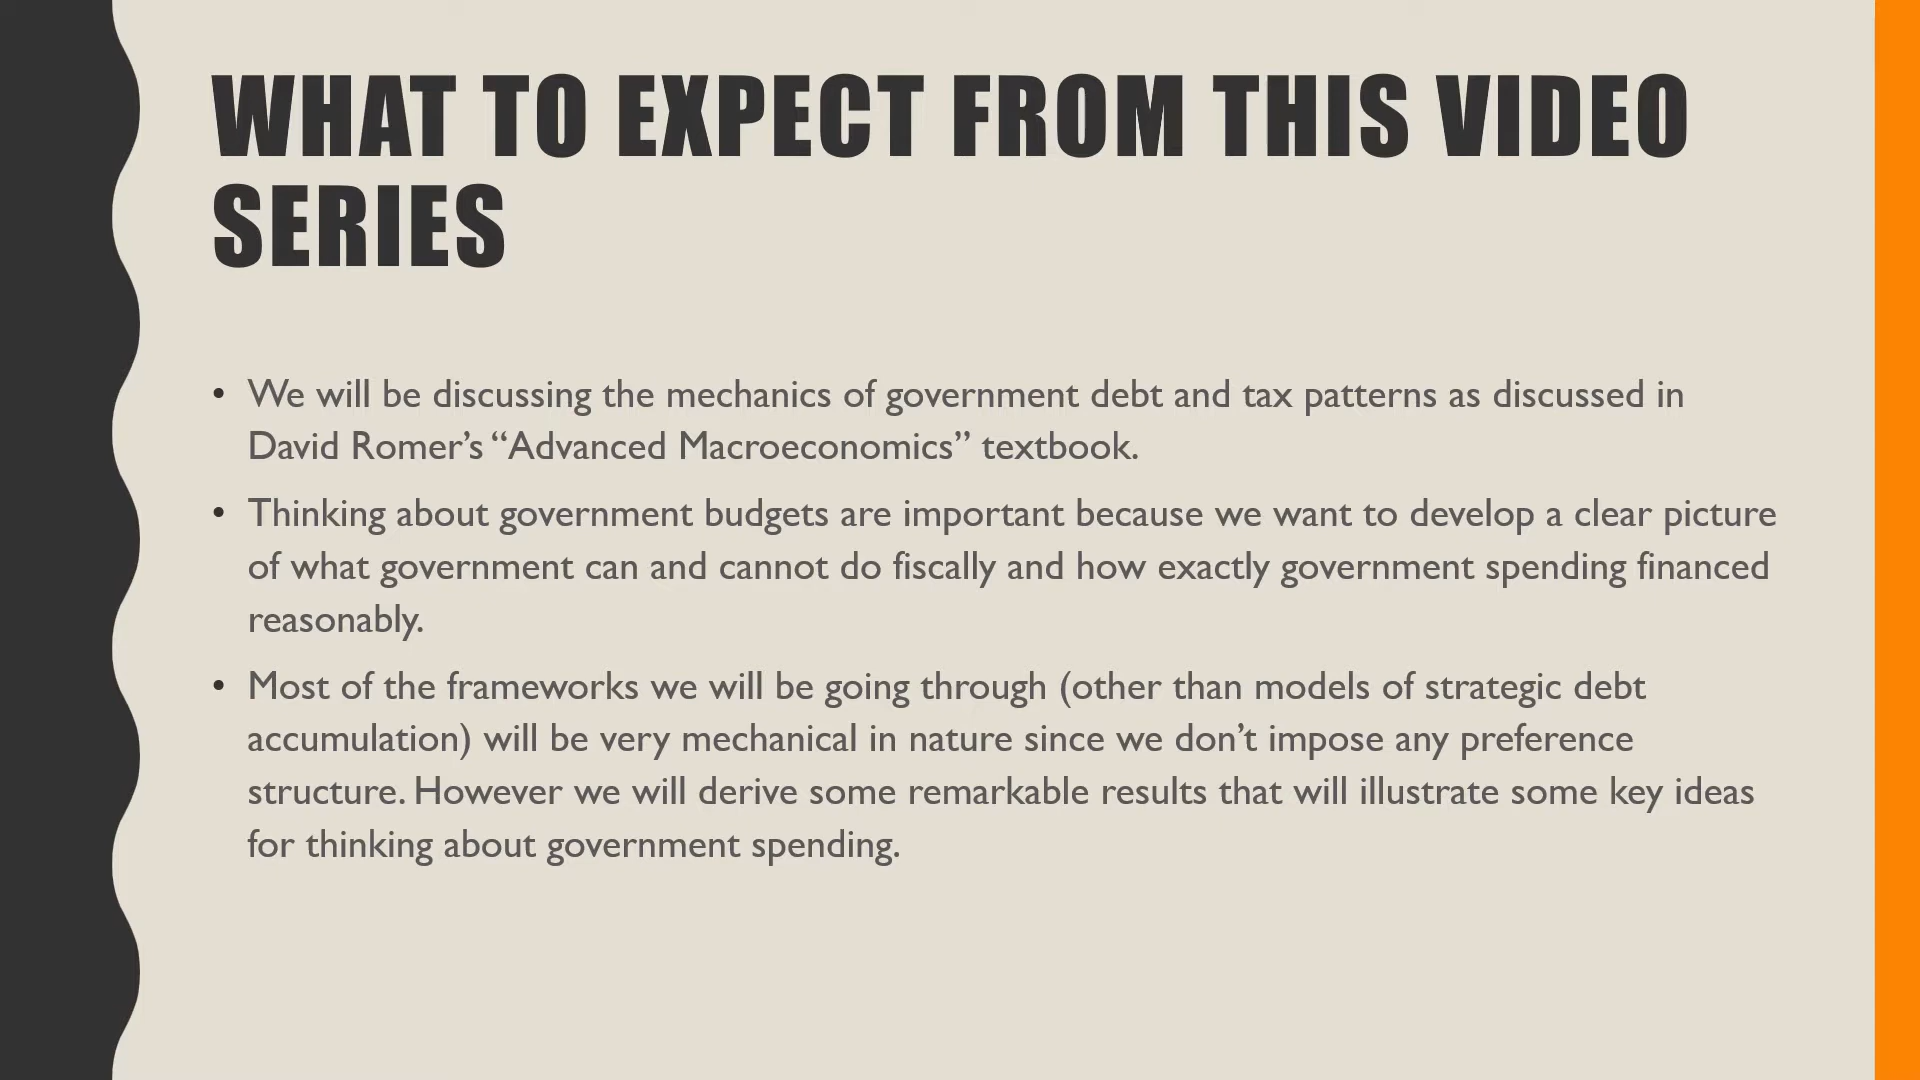 WHAT TO EXPECT FROM THIS VIDEO
SERIES
• We will be discussing the mechanics of government debt and tax patterns as discussed in
David Romer’s “Advanced Macroeconomics” textbook.
• Thinking about government budgets are important because we want to develop a clear picture
of what government can and cannot do fiscally and how exactly government spending financed
reasonably.
• Most of the frameworks we will be going through (other than models of strategic debt
accumulation) will be very mechanical in nature since we don’t impose any preference
structure. However we will derive some remarkable results that will illustrate some key ideas
for thinking about government spending.